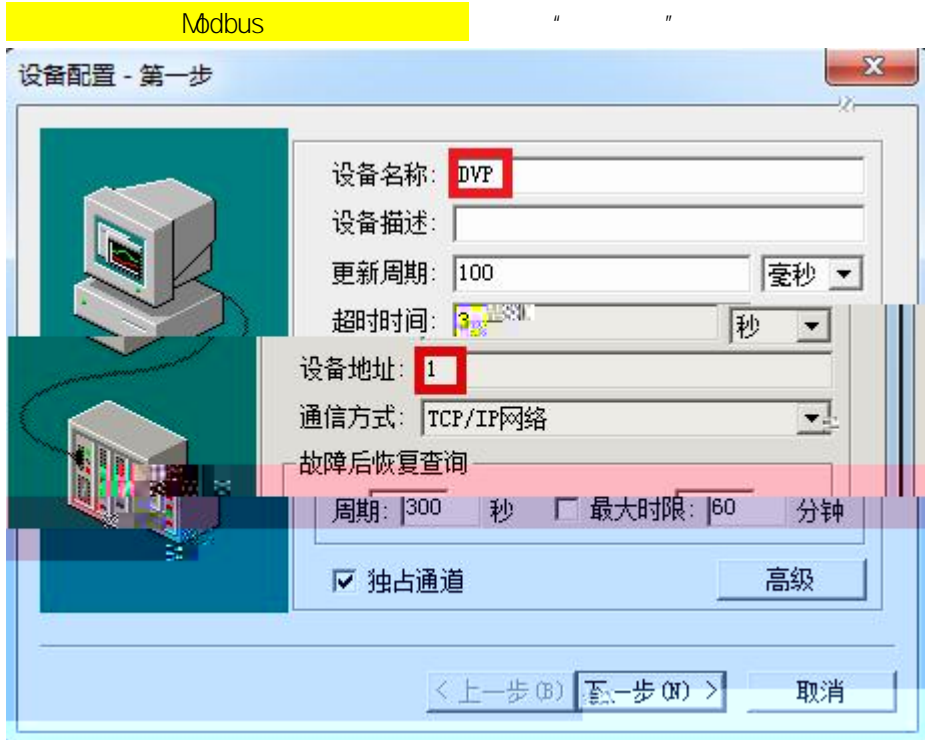 Modbus “ ”
设备配置 - 第一步
设备名称: DVP
设备描述:
更新周期: 100 毫秒
超时时间: 3 秒
设备地址: 1
通信方式: TCP/IP网络
故障后恢复查询
周期: 300 秒 最大时限: 60 分钟
独占通道 高级
<上一步(B) 下一步(N) > 取消